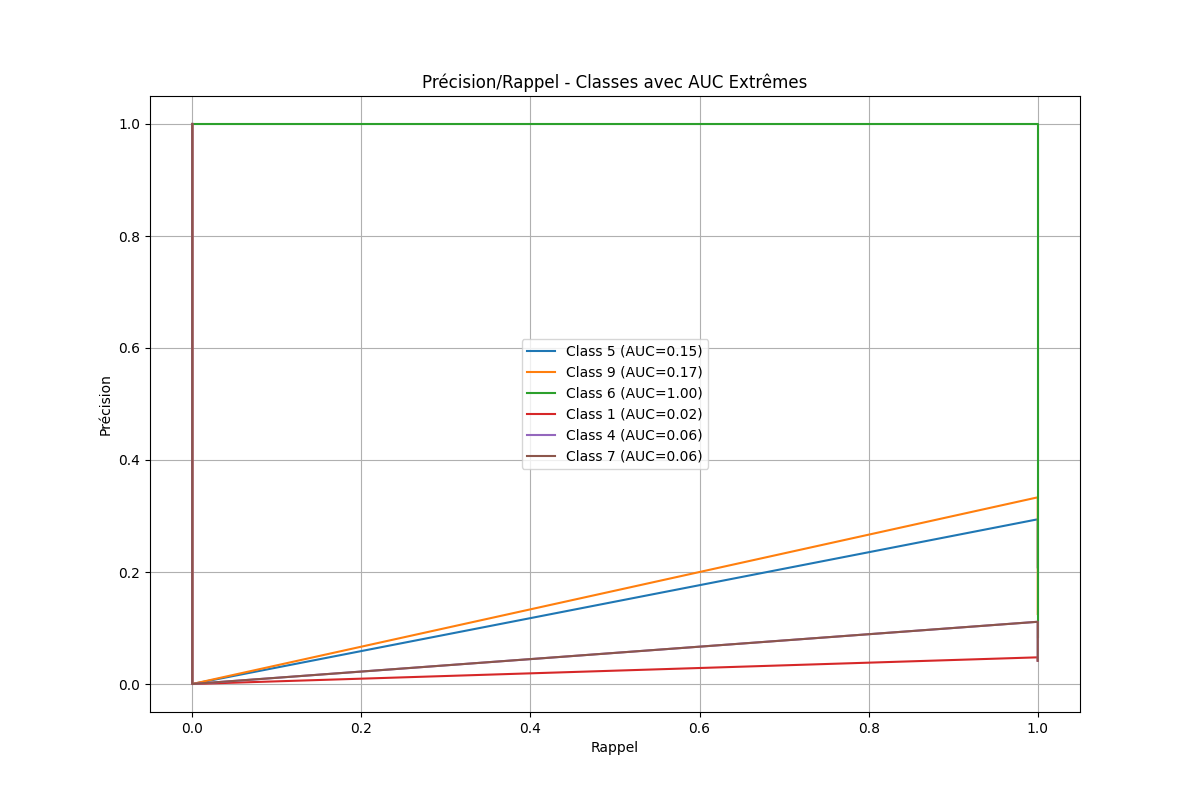 Précision/Rappel - Classes avec AUC Extrêmes
1.0
0.8
0.6
0.4
0.2
0.0
Précision
Class 5 (AUC=0.15)
Class 9 (AUC=0.17)
Class 6 (AUC=1.00)
Class 1 (AUC=0.02)
Class 4 (AUC=0.06)
Class 7 (AUC=0.06)
0.0 0.2 0.4 0.6 0.8 1.0
Rappel